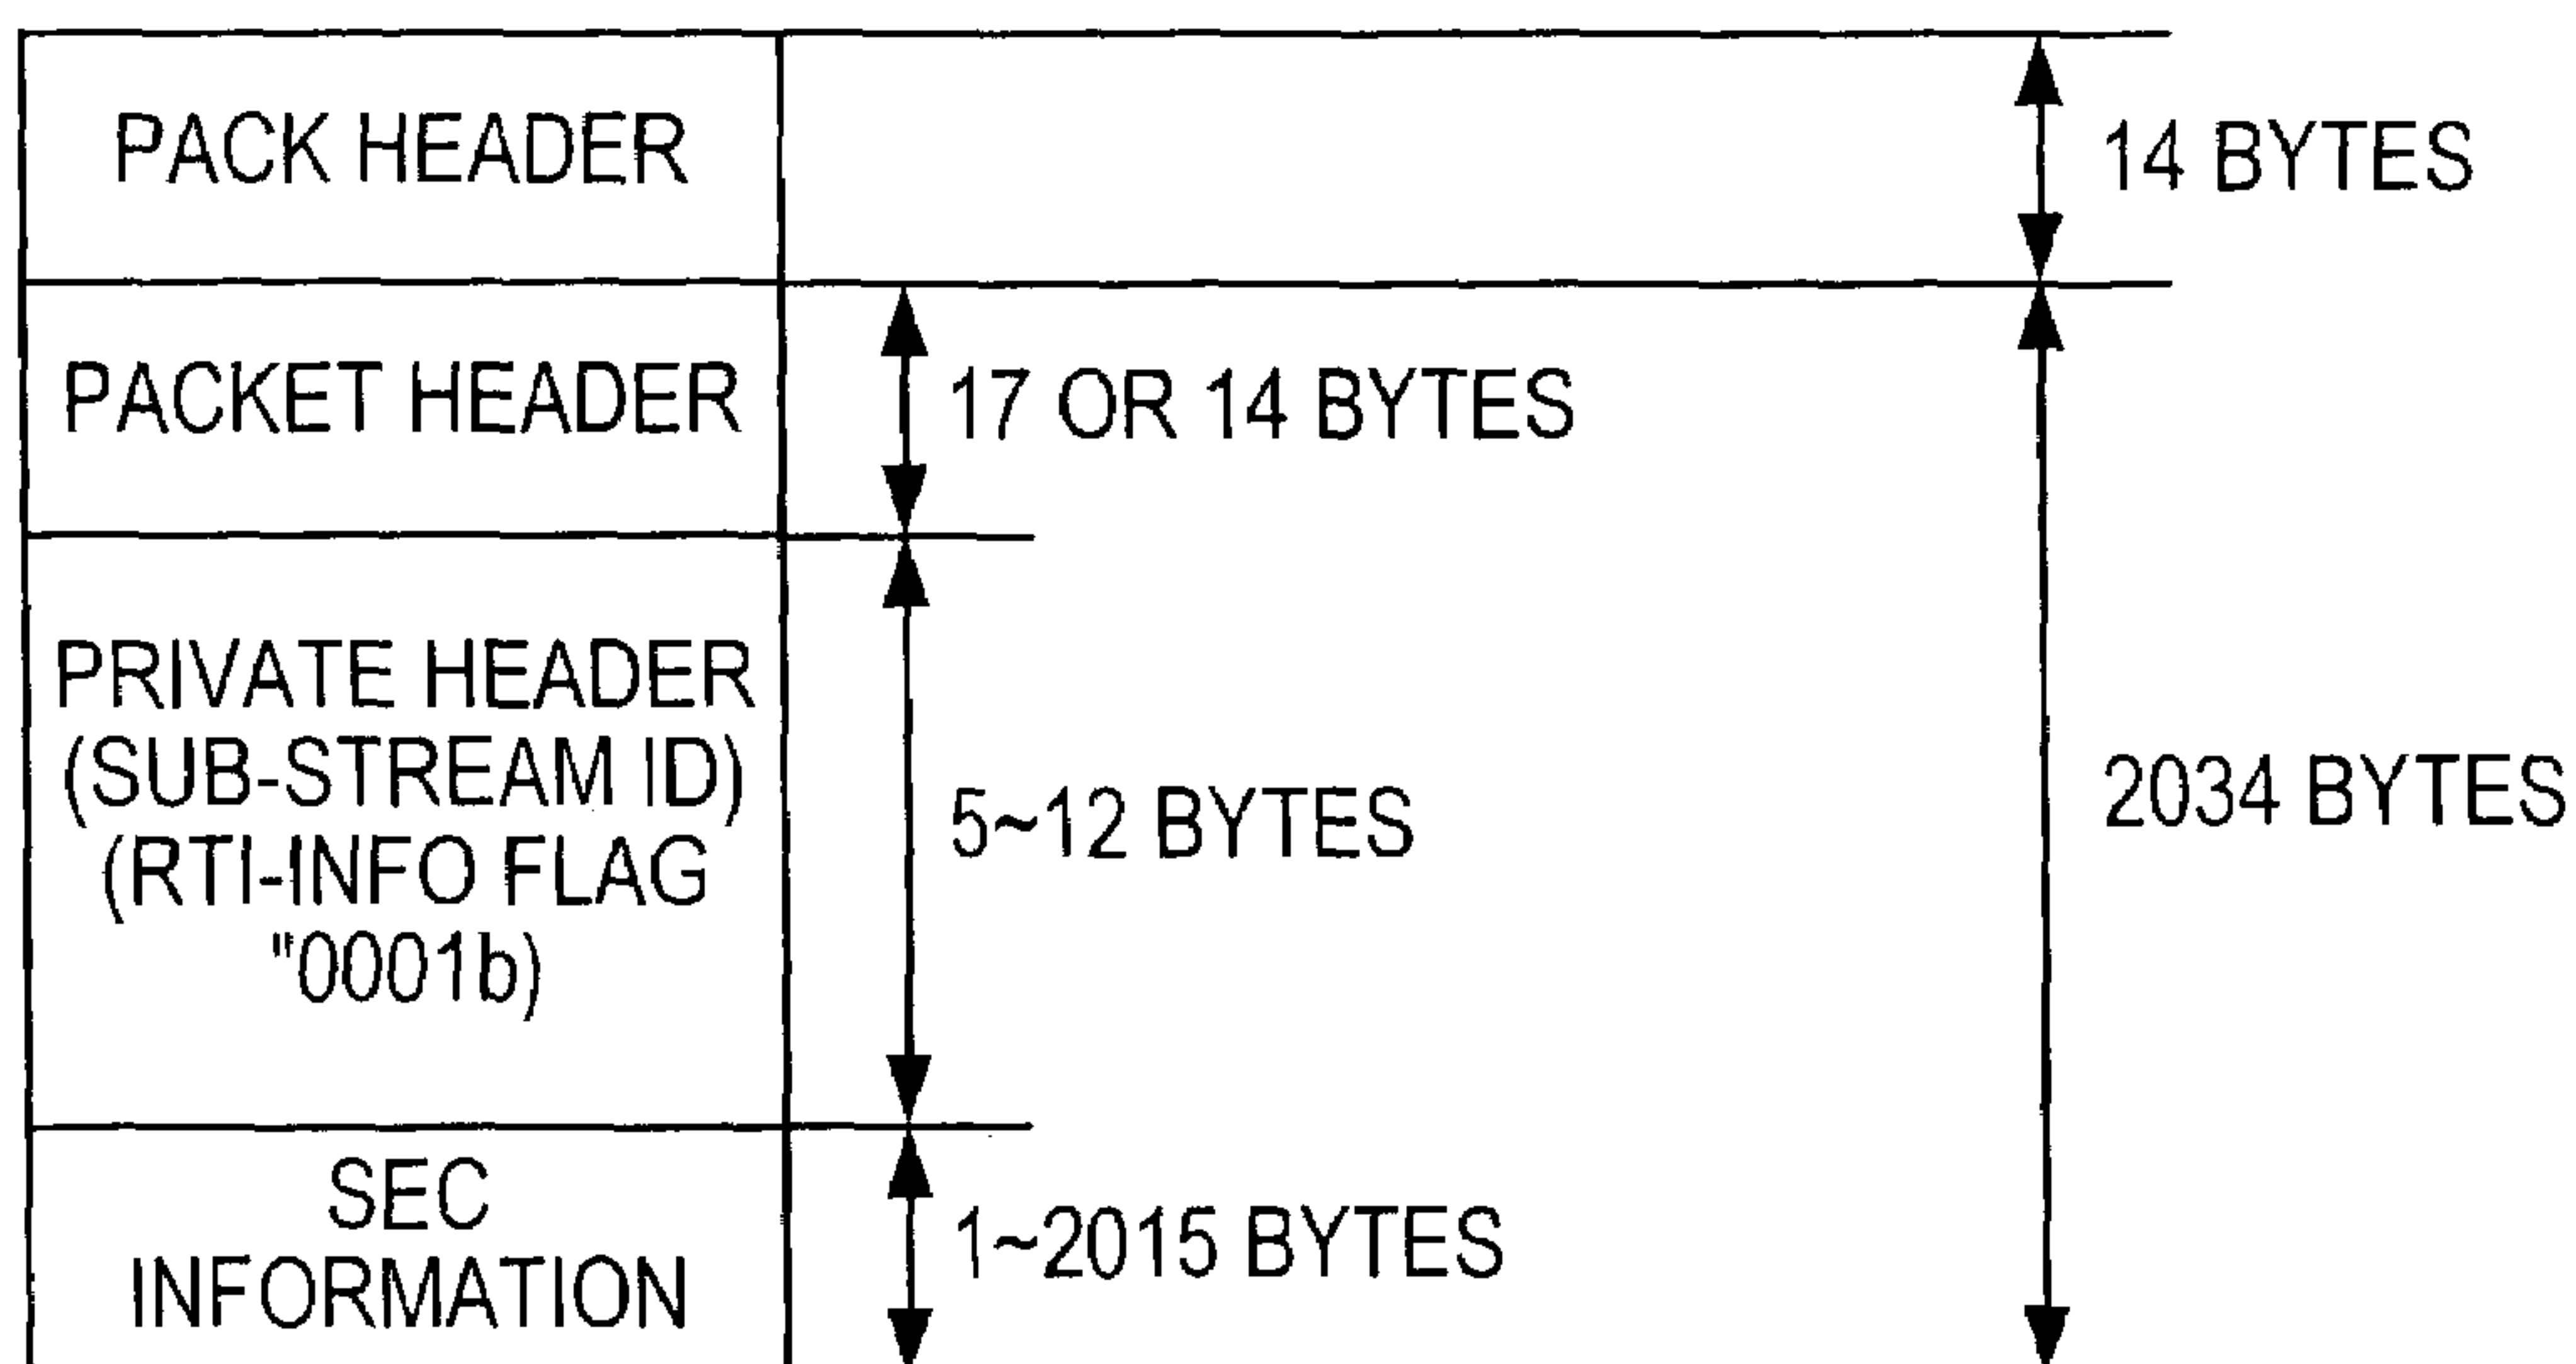 PACK HEADER
14 BYTES
PACKET HEADER
17 OR 14 BYTES
PRIVATE HEADER
(SUB-STREAM ID)
(RTI-INFO FLAG
"0001b)
5~12 BYTES
2034 BYTES
SEC
INFORMATION
1~2015 BYTES